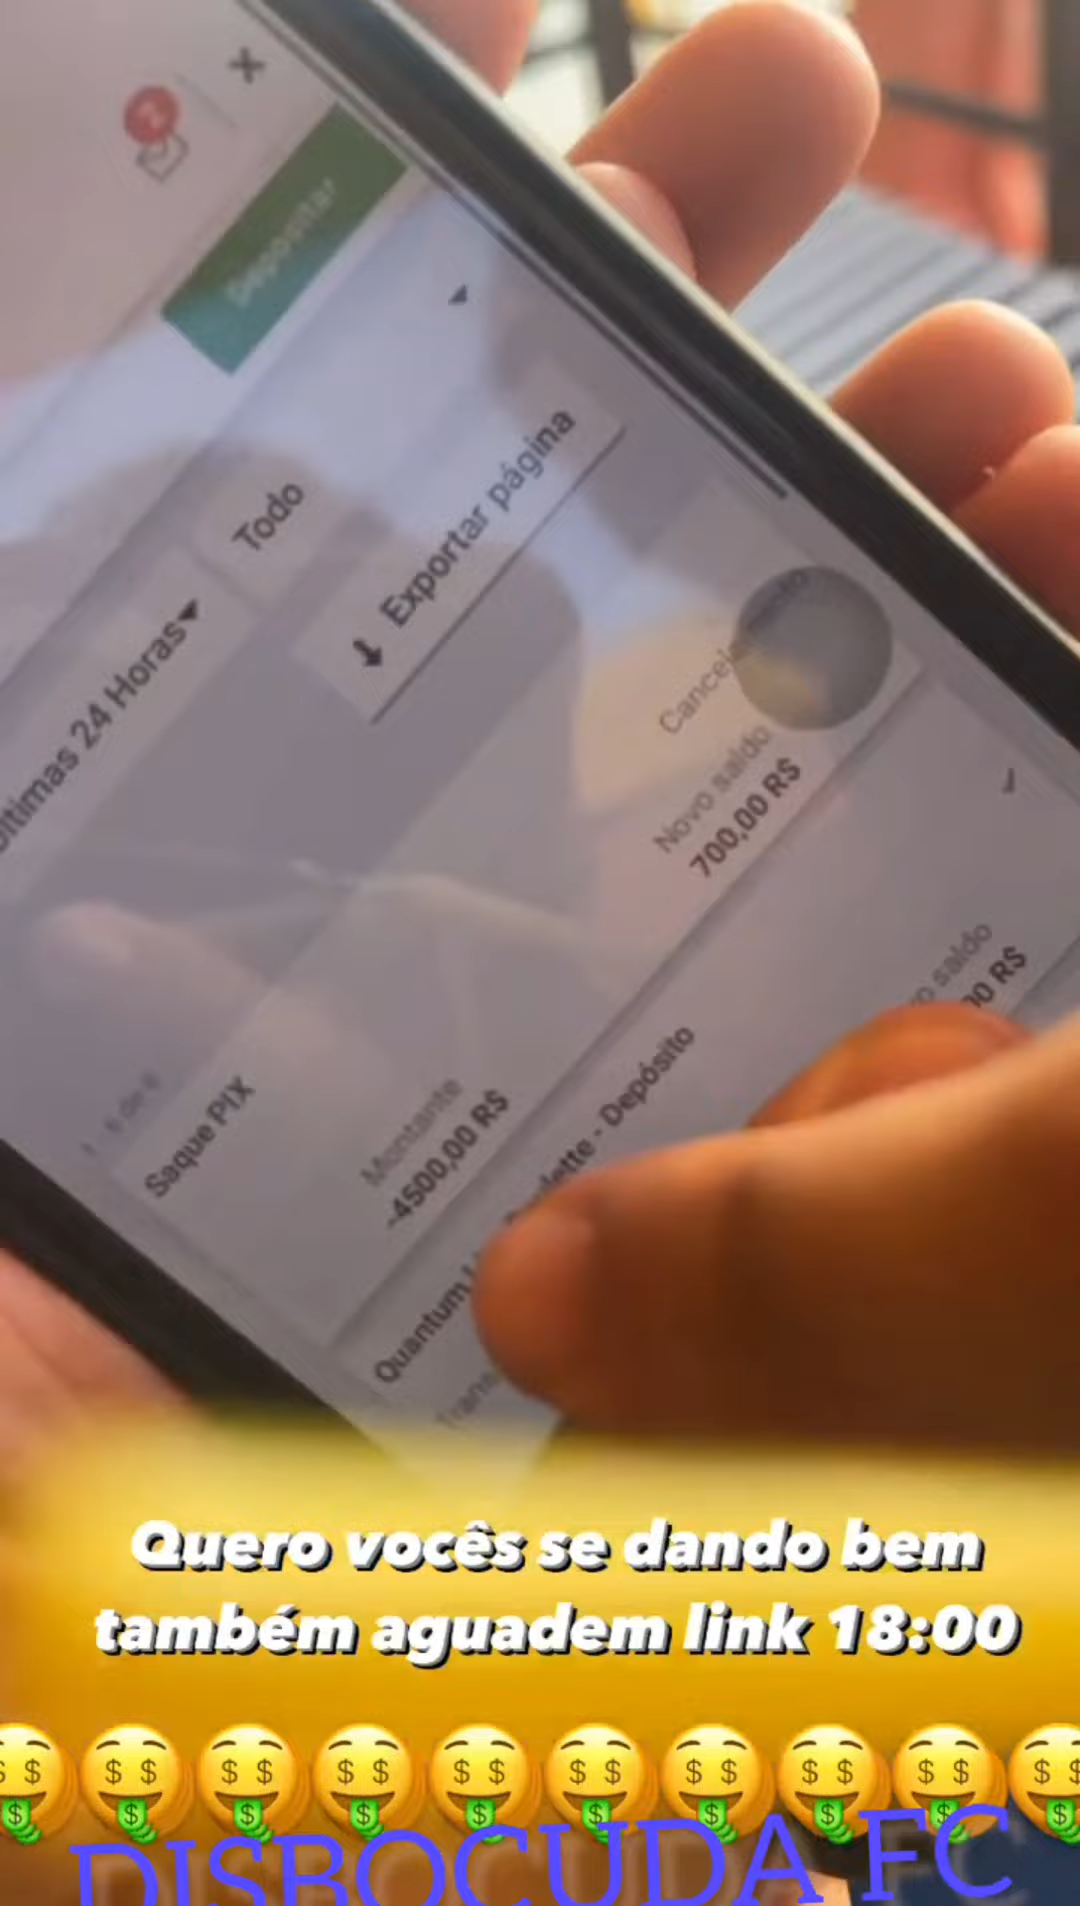 Depositar
Últimas 24 Horas
Todo
Exportar página
Novo saldo
700,00 R$
Saque PIX
Montante
-4500,00 R$
Quantum
- Depósito
saldo
R$
Quero vocês se dando bem
também aguadem link 18:00
DISBOCUDA FC